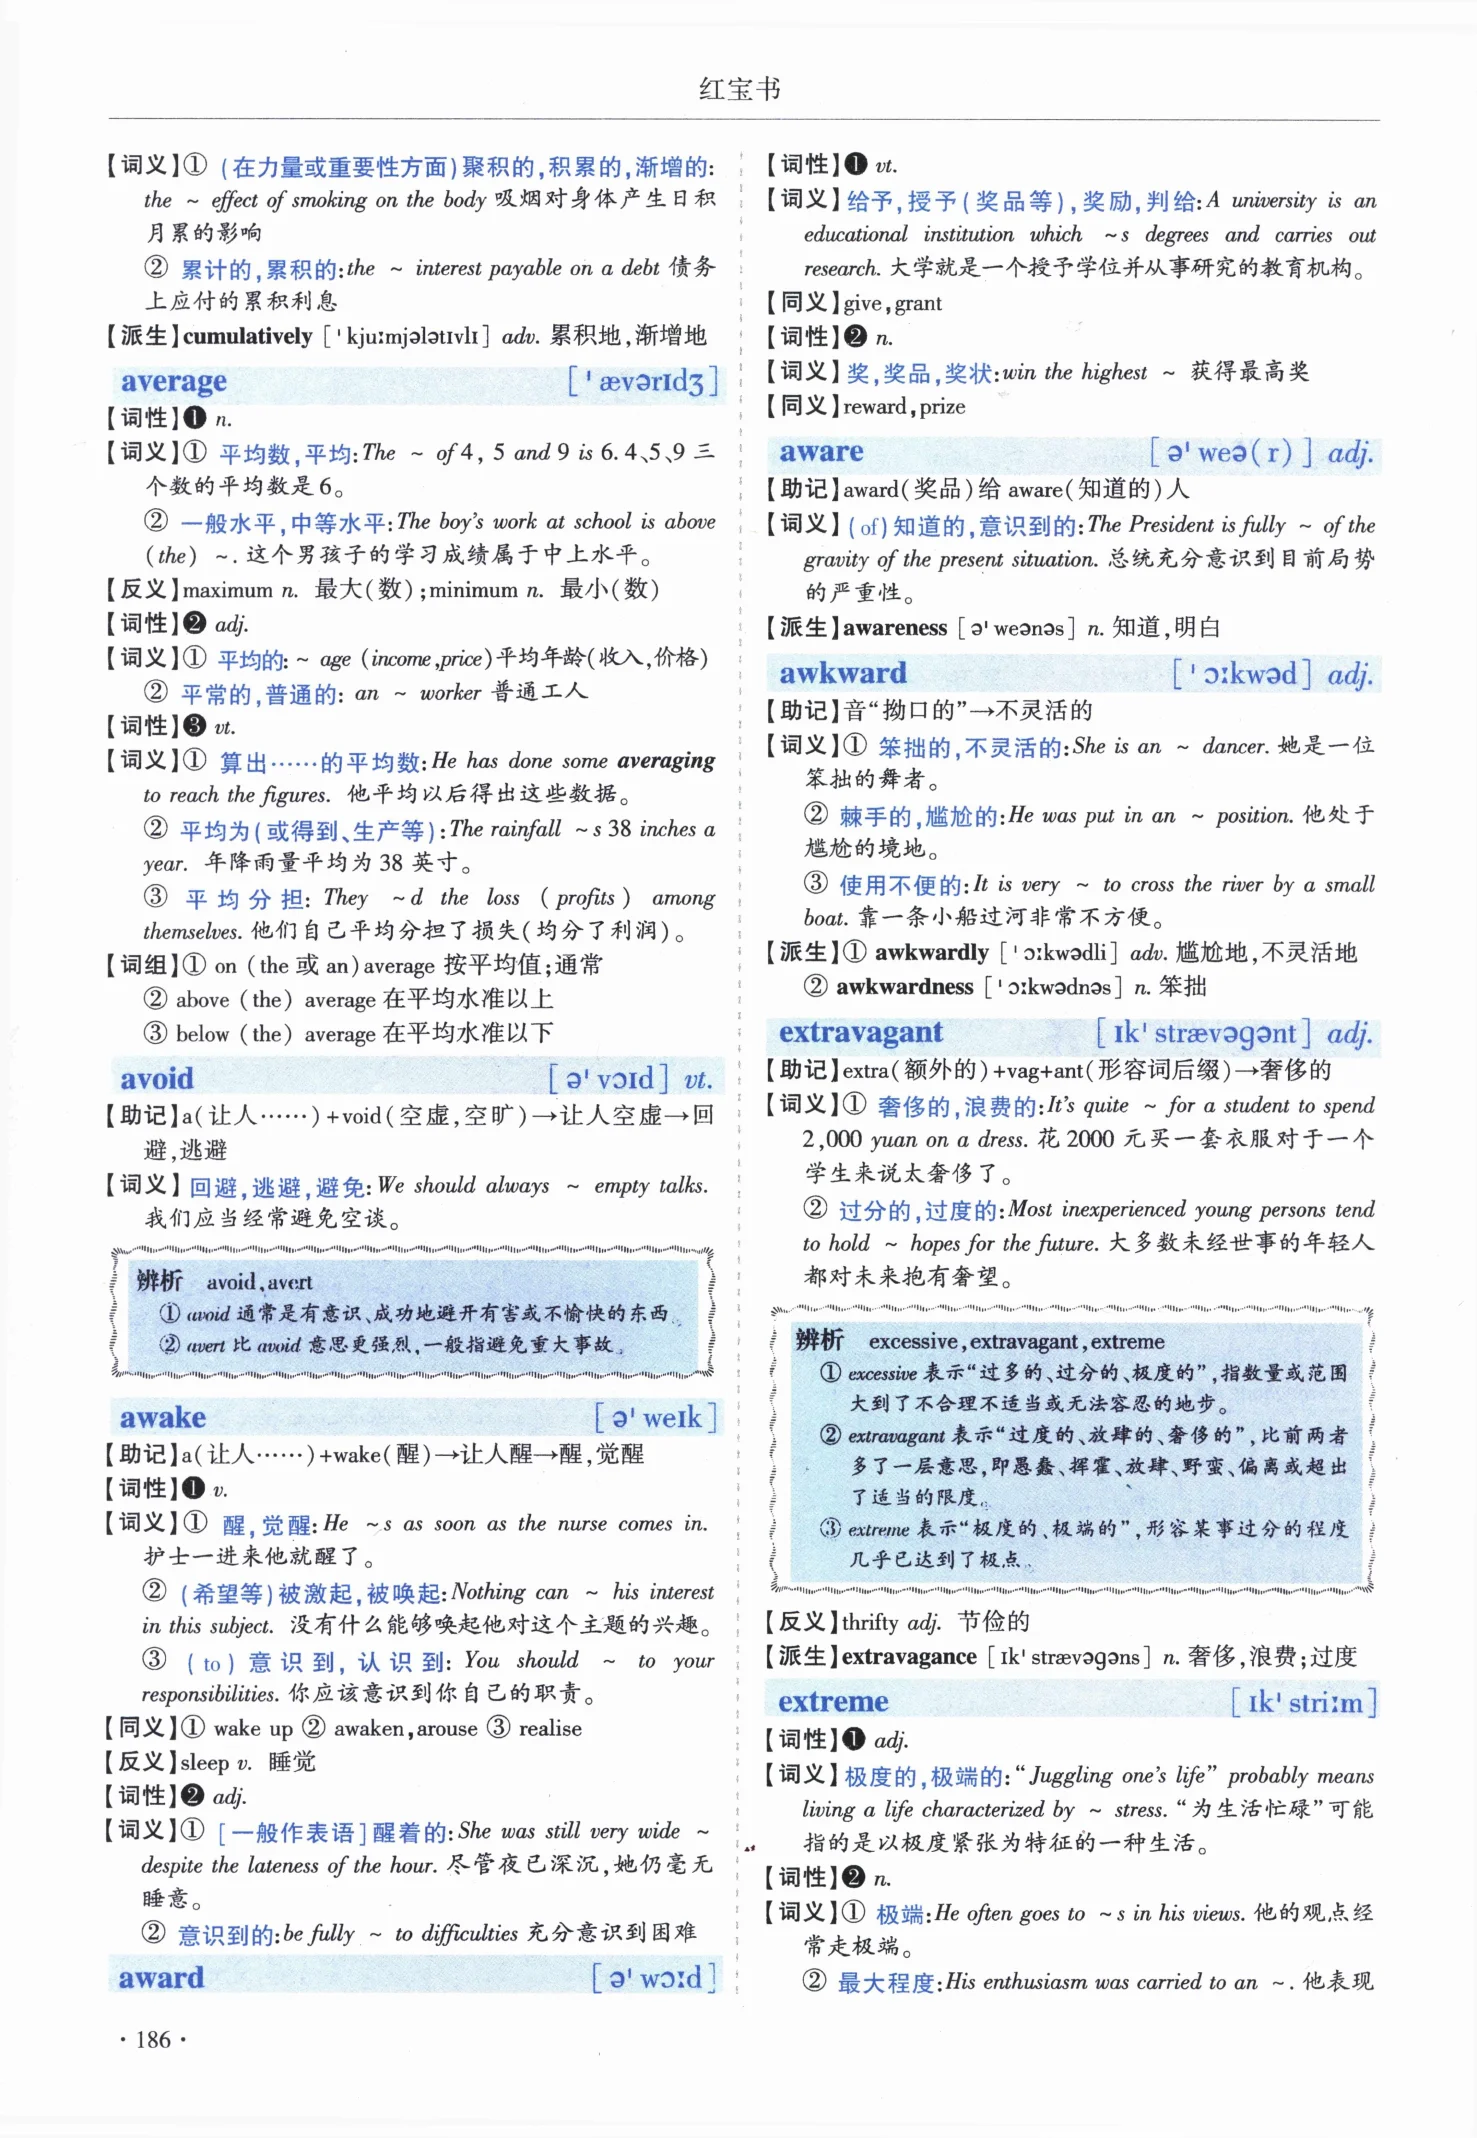 红宝书
【词义】① (在力量或重要性方面)聚积的,积累的,渐增的:
the ~ effect of smoking on the body 吸烟对身体产生日积
月累的影响
② 累计的,累积的:the ~ interest payable on a debt 债务
上应付的累积利息
【派生】cumulatively [ˈkjuːmjələtɪvlɪ] adv. 累积地,渐增地
average [ˈævərɪdʒ]
【词性】❶ n.
【词义】① 平均数,平均:The ~ of 4, 5 and 9 is 6. 4、5、9 三
个数的平均数是 6。
② 一般水平,中等水平:The boy's work at school is above
(the) ~. 这个男孩子的学习成绩属于中上水平。
【反义】maximum n. 最大(数);minimum n. 最小(数)
【词性】❷ adj.
【词义】① 平均的: ~ age (income,price)平均年龄(收入,价格)
② 平常的,普通的: an ~ worker 普通工人
【词性】❸ vt.
【词义】① 算出……的平均数:He has done some averaging
to reach the figures. 他平均以后得出这些数据。
② 平均为(或得到、生产等):The rainfall ~s 38 inches a
year. 年降雨量平均为 38 英寸。
③ 平均分担: They ~d the loss (profits) among
themselves. 他们自己平均分担了损失(均分了利润)。
【词组】① on (the 或 an)average 按平均值;通常
② above (the) average 在平均水准以上
③ below (the) average 在平均水准以下
avoid [əˈvɔɪd] vt.
【助记】a(让人……)+void(空虚,空旷)→让人空虚→回
避,逃避
【词义】回避,逃避,避免:We should always ~ empty talks.
我们应当经常避免空谈。
辨析 avoid,avert
① avoid 通常是有意识、成功地避开有害或不愉快的东西。
② avert 比 avoid 意思更强烈,一般指避免重大事故。
awake [əˈweɪk]
【助记】a(让人……)+wake(醒)→让人醒→醒,觉醒
【词性】❶ v.
【词义】① 醒,觉醒:He ~s as soon as the nurse comes in.
护士一进来他就醒了。
② (希望等)被激起,被唤起:Nothing can ~ his interest
in this subject. 没有什么能够唤起他对这个主题的兴趣。
③ (to) 意识到, 认识到: You should ~ to your
responsibilities. 你应该意识到你自己的职责。
【同义】① wake up ② awaken,arouse ③ realise
【反义】sleep v. 睡觉
【词性】❷ adj.
【词义】① [一般作表语]醒着的:She was still very wide ~
despite the lateness of the hour. 尽管夜已深沉,她仍毫无
睡意。
② 意识到的:be fully ~ to difficulties 充分意识到困难
award [əˈwɔːd]
· 186 ·
【词性】❶ vt.
【词义】给予,授予(奖品等),奖励,判给:A university is an
educational institution which ~s degrees and carries out
research. 大学就是一个授予学位并从事研究的教育机构。
【同义】give,grant
【词性】❷ n.
【词义】奖,奖品,奖状:win the highest ~ 获得最高奖
【同义】reward,prize
aware [əˈweə(r)] adj.
【助记】award(奖品)给 aware(知道的)人
【词义】(of)知道的,意识到的:The President is fully ~ of the
gravity of the present situation. 总统充分意识到目前局势
的严重性。
【派生】awareness [əˈweənəs] n. 知道,明白
awkward [ˈɔːkwəd] adj.
【助记】音“拗口的”→不灵活的
【词义】① 笨拙的,不灵活的:She is an ~ dancer. 她是一位
笨拙的舞者。
② 棘手的,尴尬的:He was put in an ~ position. 他处于
尴尬的境地。
③ 使用不便的:It is very ~ to cross the river by a small
boat. 靠一条小船过河非常不方便。
【派生】① awkwardly [ˈɔːkwədli] adv. 尴尬地,不灵活地
② awkwardness [ˈɔːkwədnəs] n. 笨拙
extravagant [ɪkˈstrævəgənt] adj.
【助记】extra(额外的)+vag+ant(形容词后缀)→奢侈的
【词义】① 奢侈的,浪费的:It's quite ~ for a student to spend
2,000 yuan on a dress. 花 2000 元买一套衣服对于一个
学生来说太奢侈了。
② 过分的,过度的:Most inexperienced young persons tend
to hold ~ hopes for the future. 大多数未经世事的年轻人
都对未来抱有奢望。
辨析 excessive,extravagant,extreme
① excessive 表示“过多的、过分的、极度的”,指数量或范围
大到了不合理不适当或无法容忍的地步。
② extravagant 表示“过度的、放肆的、奢侈的”,比前两者
多了一层意思,即愚蠢、挥霍、放肆、野蛮、偏离或超出
了适当的限度。
③ extreme 表示“极度的、极端的”,形容某事过分的程度
几乎已达到了极点。
【反义】thrifty adj. 节俭的
【派生】extravagance [ɪkˈstrævəgəns] n. 奢侈,浪费;过度
extreme [ɪkˈstriːm]
【词性】❶ adj.
【词义】极度的,极端的:“Juggling one's life” probably means
living a life characterized by ~ stress. “为生活忙碌”可能
指的是以极度紧张为特征的一种生活。
【词性】❷ n.
【词义】① 极端:He often goes to ~s in his views. 他的观点经
常走极端。
② 最大程度:His enthusiasm was carried to an ~. 他表现